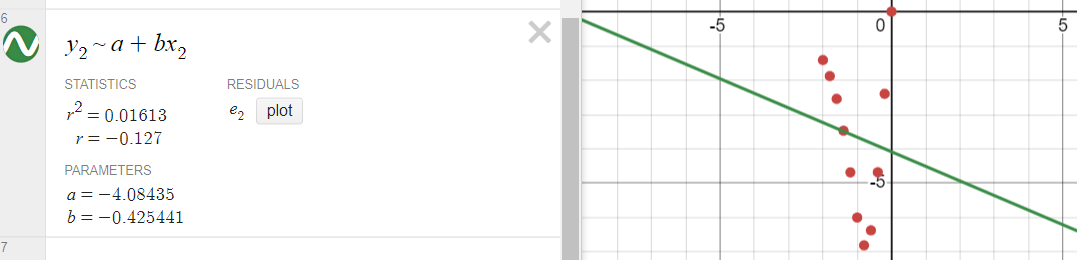 6
y₂ ~ a + bx₂
STATISTICS RESIDUALS
r² = 0.01613 e₂ plot
r = −0.127
PARAMETERS
a = −4.08435
b = −0.425441
7
-5 0 5
-5